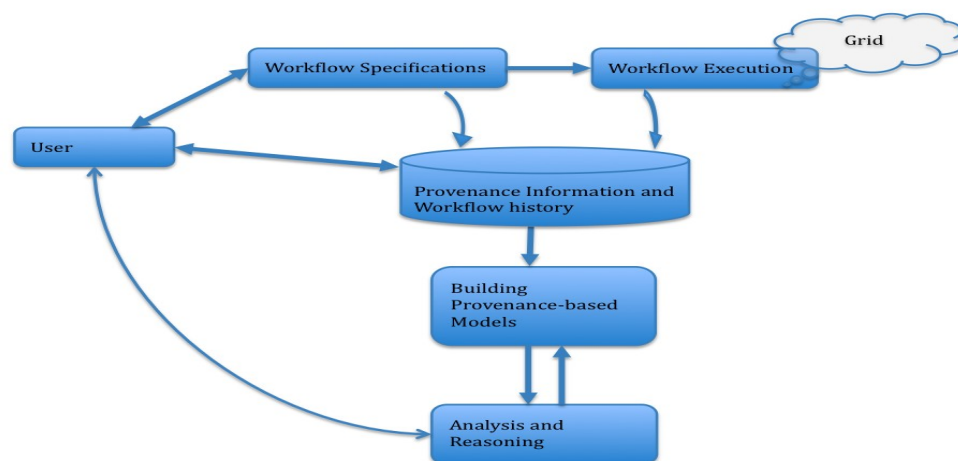 Grid
Workflow Specifications
Workflow Execution
User
Provenance Information and
Workflow history
Building
Provenance-based
Models
Analysis and
Reasoning